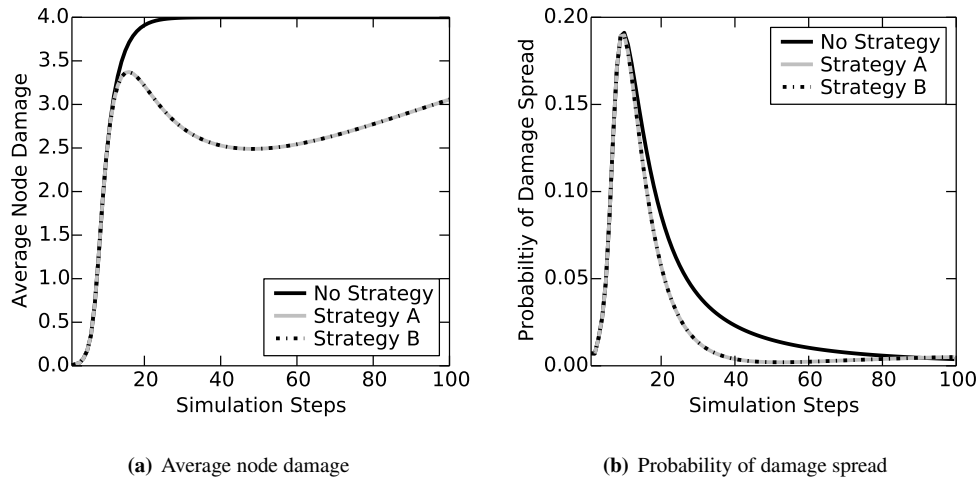 4.0
3.5
3.0
2.5
2.0
1.5
1.0
0.5
0.0
20 40 60 80 100
Average Node Damage
Simulation Steps
No Strategy
Strategy A
Strategy B
(a) Average node damage
0.20
0.15
0.10
0.05
0.00
20 40 60 80 100
Probabiltiy of Damage Spread
Simulation Steps
No Strategy
Strategy A
Strategy B
(b) Probability of damage spread